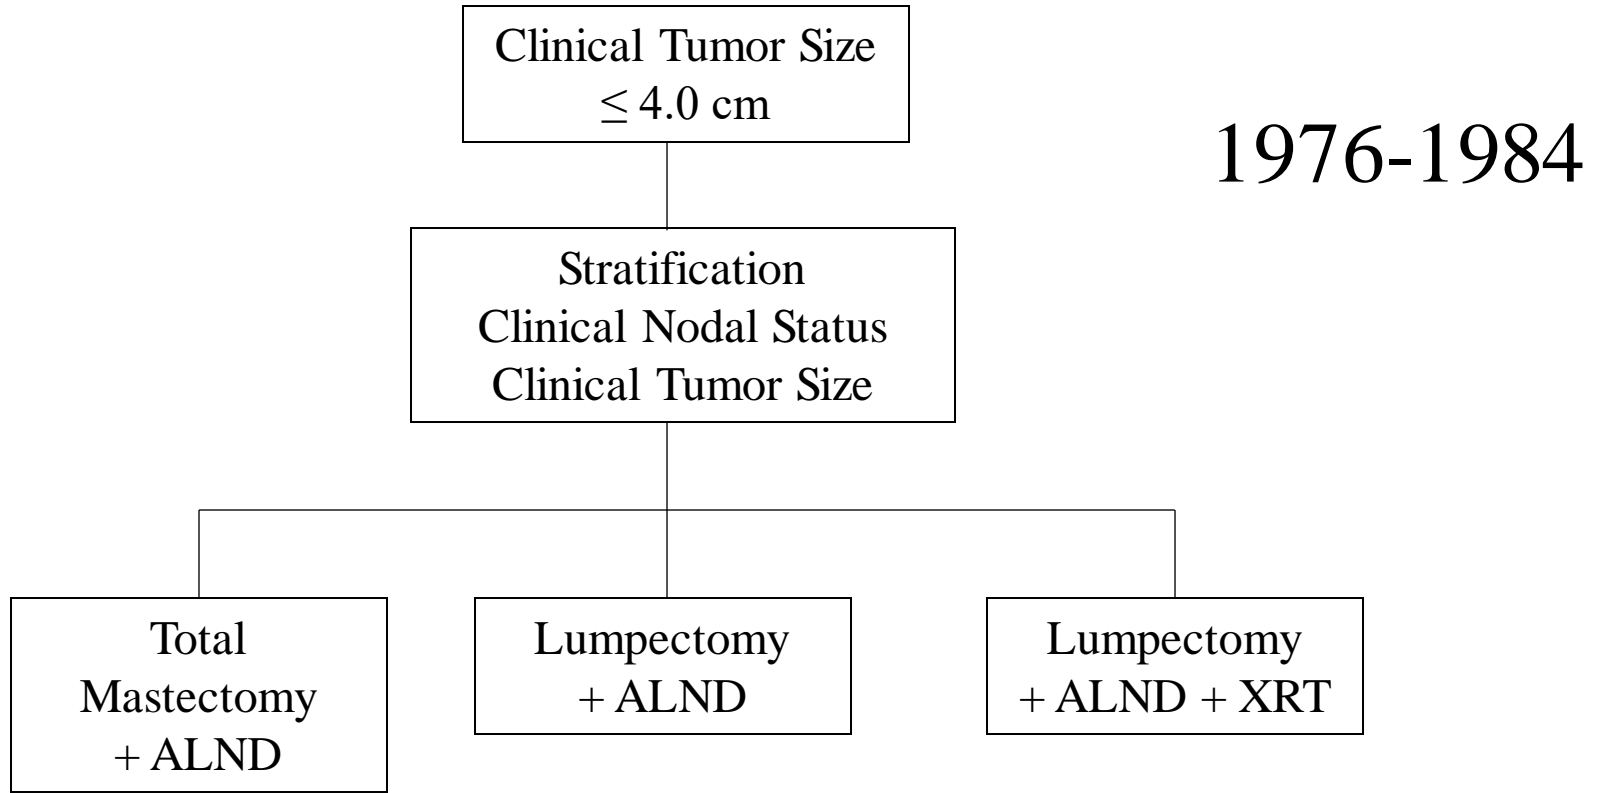 Clinical Tumor Size
≤ 4.0 cm
1976-1984
Stratification
Clinical Nodal Status
Clinical Tumor Size
Total
Mastectomy
+ ALND
Lumpectomy
+ ALND
Lumpectomy
+ ALND + XRT